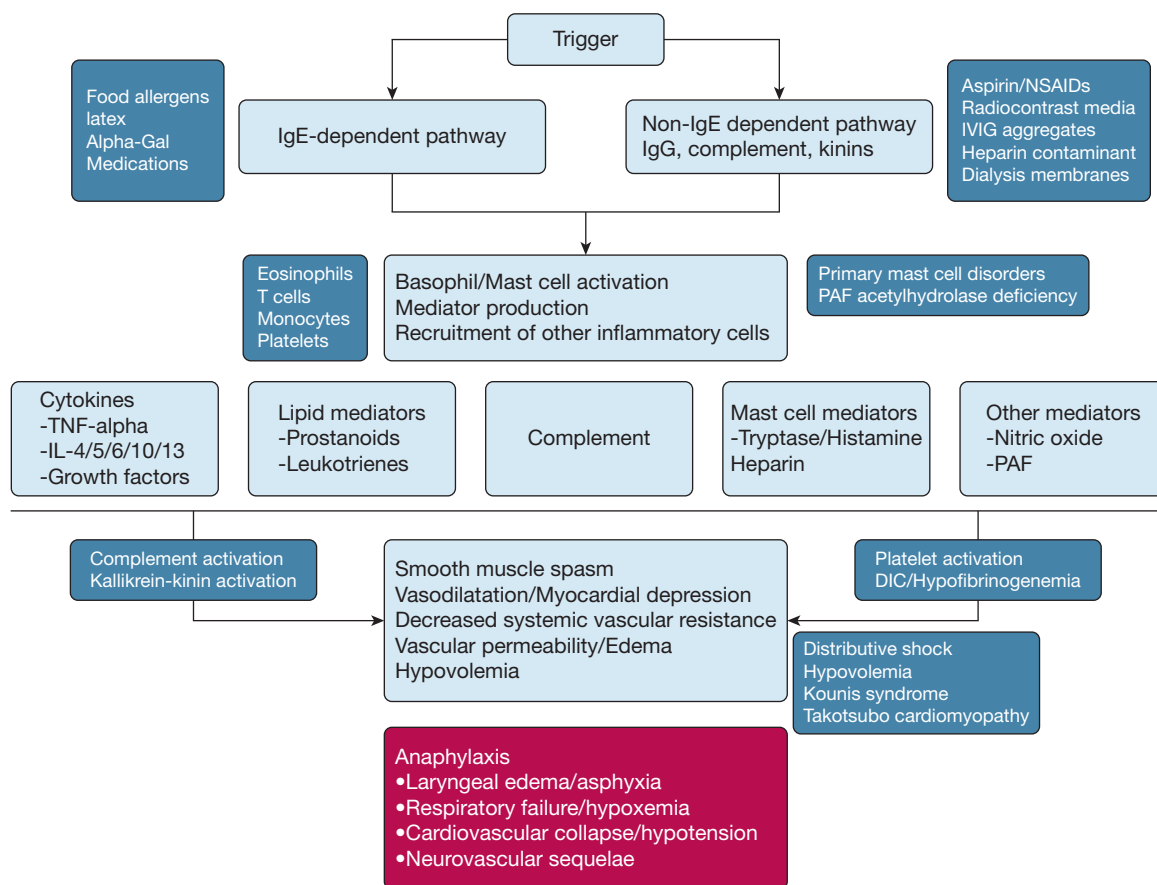 Trigger
Food allergens
latex
Alpha-Gal
Medications
IgE-dependent pathway
Non-IgE dependent pathway
IgG, complement, kinins
Aspirin/NSAIDs
Radiocontrast media
IVIG aggregates
Heparin contaminant
Dialysis membranes
Eosinophils
T cells
Monocytes
Platelets
Basophil/Mast cell activation
Mediator production
Recruitment of other inflammatory cells
Primary mast cell disorders
PAF acetylhydrolase deficiency
Cytokines
-TNF-alpha
-IL-4/5/6/10/13
-Growth factors
Lipid mediators
-Prostanoids
-Leukotrienes
Complement
Mast cell mediators
-Tryptase/Histamine
Heparin
Other mediators
-Nitric oxide
-PAF
Complement activation
Kallikrein-kinin activation
Smooth muscle spasm
Vasodilatation/Myocardial depression
Decreased systemic vascular resistance
Vascular permeability/Edema
Hypovolemia
Platelet activation
DIC/Hypofibrinogenemia
Distributive shock
Hypovolemia
Kounis syndrome
Takotsubo cardiomyopathy
Anaphylaxis
•Laryngeal edema/asphyxia
•Respiratory failure/hypoxemia
•Cardiovascular collapse/hypotension
•Neurovascular sequelae